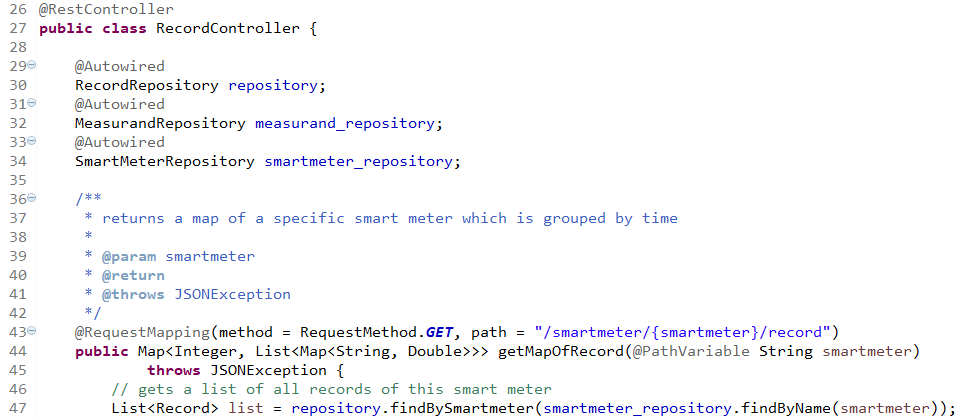 26 @RestController
27 public class RecordController {
28
29 @Autowired
30 RecordRepository repository;
31 @Autowired
32 MeasurandRepository measurand_repository;
33 @Autowired
34 SmartMeterRepository smartmeter_repository;
35
36 /**
37 * returns a map of a specific smart meter which is grouped by time
38 *
39 * @param smartmeter
40 * @return
41 * @throws JSONException
42 */
43 @RequestMapping(method = RequestMethod.GET, path = "/smartmeter/{smartmeter}/record")
44 public Map<Integer, List<Map<String, Double>>> getMapOfRecord(@PathVariable String smartmeter)
45 throws JSONException {
46 // gets a list of all records of this smart meter
47 List<Record> list = repository.findBySmartmeter(smartmeter_repository.findByName(smartmeter));